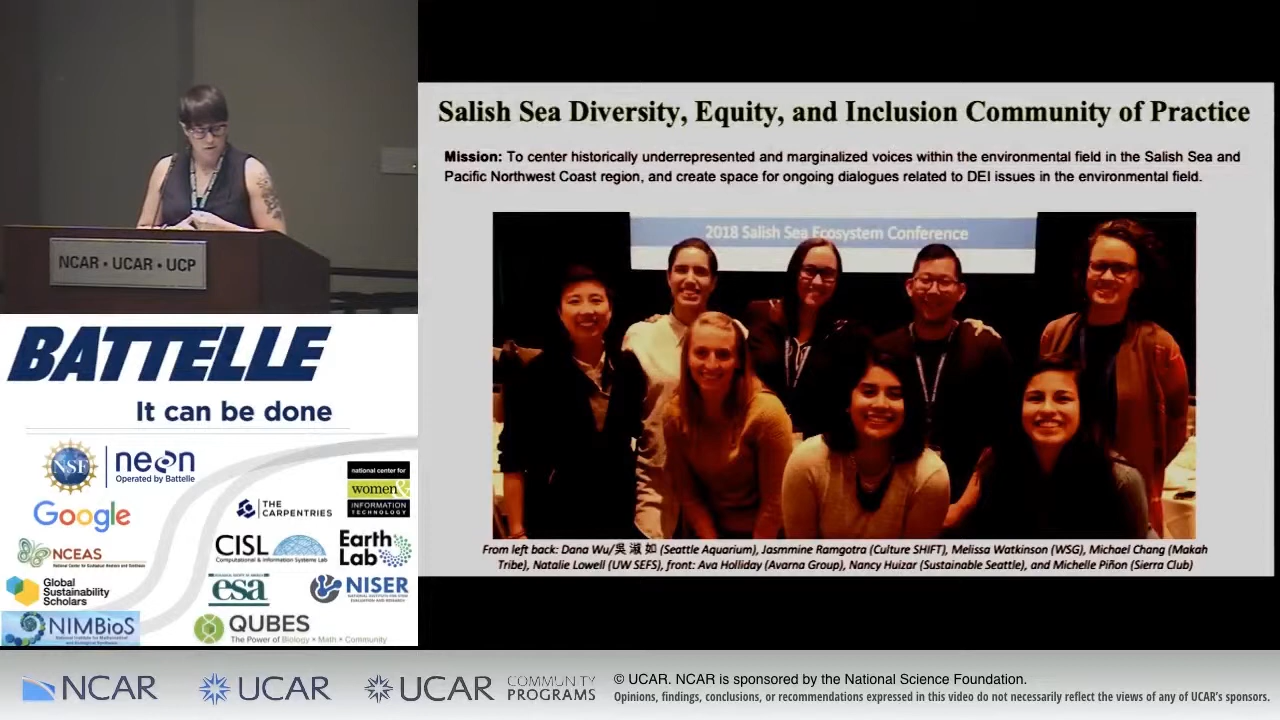 NCAR • UCAR • UCP
BATTELLE
It can be done
NSF
neon
Operated by Battelle
national center for
women&
INFORMATION
TECHNOLOGY
Google
THE
CARPENTRIES
NCEAS
CISL
Computational & Information Systems Lab
Earth
Lab
Global
Sustainability
Scholars
esa
NISER
NIMBioS
QUBES
The Power of Biology • Math • Community
Salish Sea Diversity, Equity, and Inclusion Community of Practice
Mission: To center historically underrepresented and marginalized voices within the environmental field in the Salish Sea and
Pacific Northwest Coast region, and create space for ongoing dialogues related to DEI issues in the environmental field.
2018 Salish Sea Ecosystem Conference
From left back: Dana Wu/吳 淑 如 (Seattle Aquarium), Jasmmine Ramgotra (Culture SHIFT), Melissa Watkinson (WSG), Michael Chang (Makah
Tribe), Natalie Lowell (UW SEFS), front: Ava Holliday (Avarna Group), Nancy Huizar (Sustainable Seattle), and Michelle Piñon (Sierra Club)
NCAR
UCAR
UCAR
COMMUNITY
PROGRAMS
© UCAR. NCAR is sponsored by the National Science Foundation.
Opinions, findings, conclusions, or recommendations expressed in this video do not necessarily reflect the views of any of UCAR's sponsors.